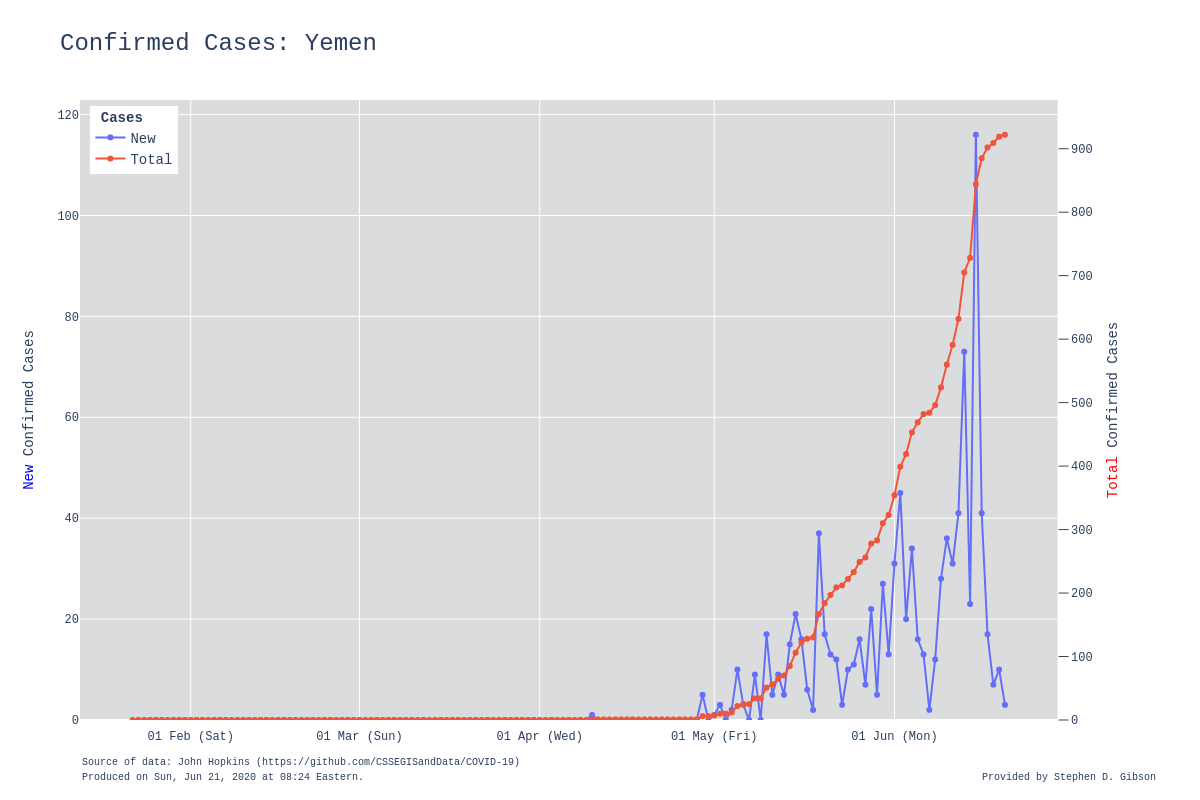 Confirmed Cases: Yemen
Cases
New
Total
120
100
80
60
40
20
0
900
800
700
600
500
400
300
200
100
0
New Confirmed Cases
Total Confirmed Cases
01 Feb (Sat)
01 Mar (Sun)
01 Apr (Wed)
01 May (Fri)
01 Jun (Mon)
Source of data: John Hopkins (https://github.com/CSSEGISandData/COVID-19)
Produced on Sun, Jun 21, 2020 at 08:24 Eastern.
Provided by Stephen D. Gibson